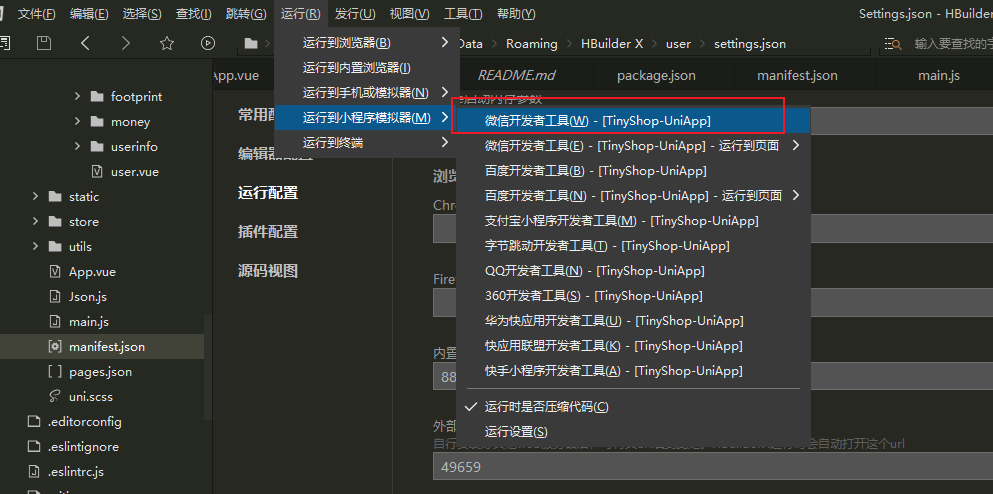 文件(F) 编辑(E) 选择(S) 查找(I) 跳转(G) 运行(R) 发行(U) 视图(V) 工具(T) 帮助(Y) Settings.json - HBuilder
Data Roaming HBuilder X user settings.json 输入要查找的
App.vue README.md package.json manifest.json main.js
运行到浏览器(B)
运行到内置浏览器(I)
运行到手机或模拟器(N)
运行到小程序模拟器(M)
运行到终端
微信开发者工具(W) - [TinyShop-UniApp]
微信开发者工具(E) - [TinyShop-UniApp] - 运行到页面
百度开发者工具(B) - [TinyShop-UniApp]
百度开发者工具(N) - [TinyShop-UniApp] - 运行到页面
支付宝小程序开发者工具(M) - [TinyShop-UniApp]
字节跳动开发者工具(T) - [TinyShop-UniApp]
QQ开发者工具(N) - [TinyShop-UniApp]
360开发者工具(S) - [TinyShop-UniApp]
华为快应用开发者工具(U) - [TinyShop-UniApp]
快应用联盟开发者工具(K) - [TinyShop-UniApp]
快手小程序开发者工具(A) - [TinyShop-UniApp]
运行时是否压缩代码(C)
运行设置(S)
footprint
money
userinfo
user.vue
static
store
utils
App.vue
Json.js
main.js
manifest.json
pages.json
uni.scss
.editorconfig
.eslintignore
.eslintrc.js
常用配
编辑器配置
运行配置
插件配置
源码视图
浏览
Chr
Firef
内置
88
外部
会自动打开这个url
49659